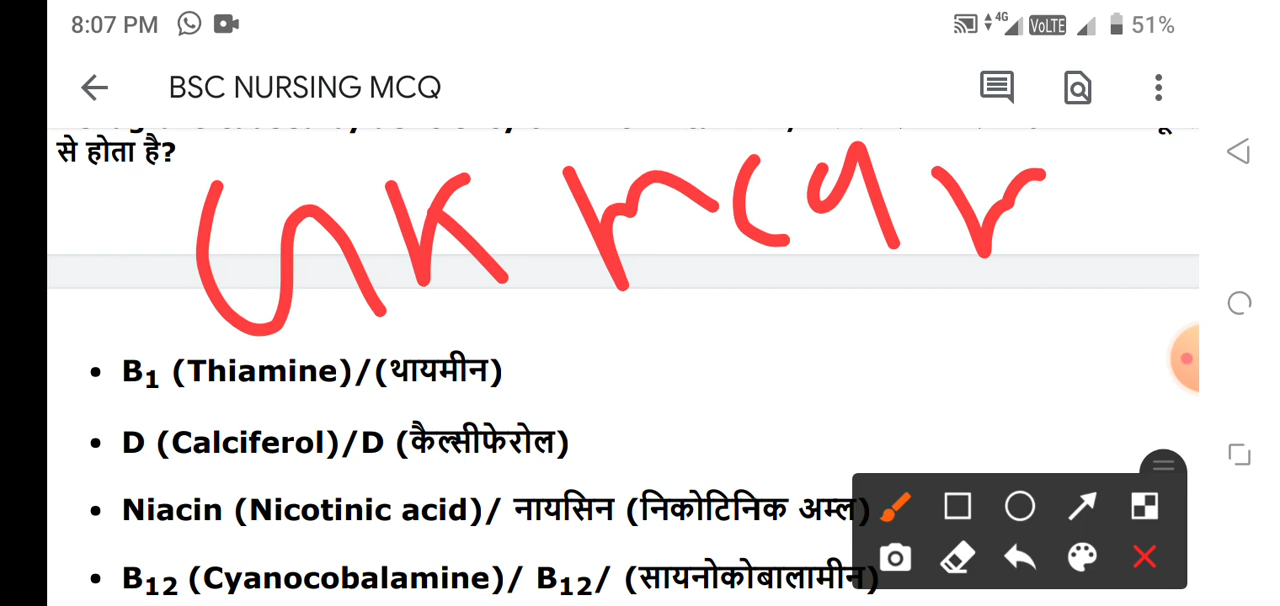 8:07 PM 4G VoLTE 51%
BSC NURSING MCQ
से होता है?
GK MCQ
B₁ (Thiamine)/(थायमीन)
D (Calciferol)/D (कैल्सीफेरोल)
Niacin (Nicotinic acid)/ नायसिन (निकोटिनिक अम्ल)
B₁₂ (Cyanocobalamine)/ B₁₂/ (सायनोकोबालामीन)